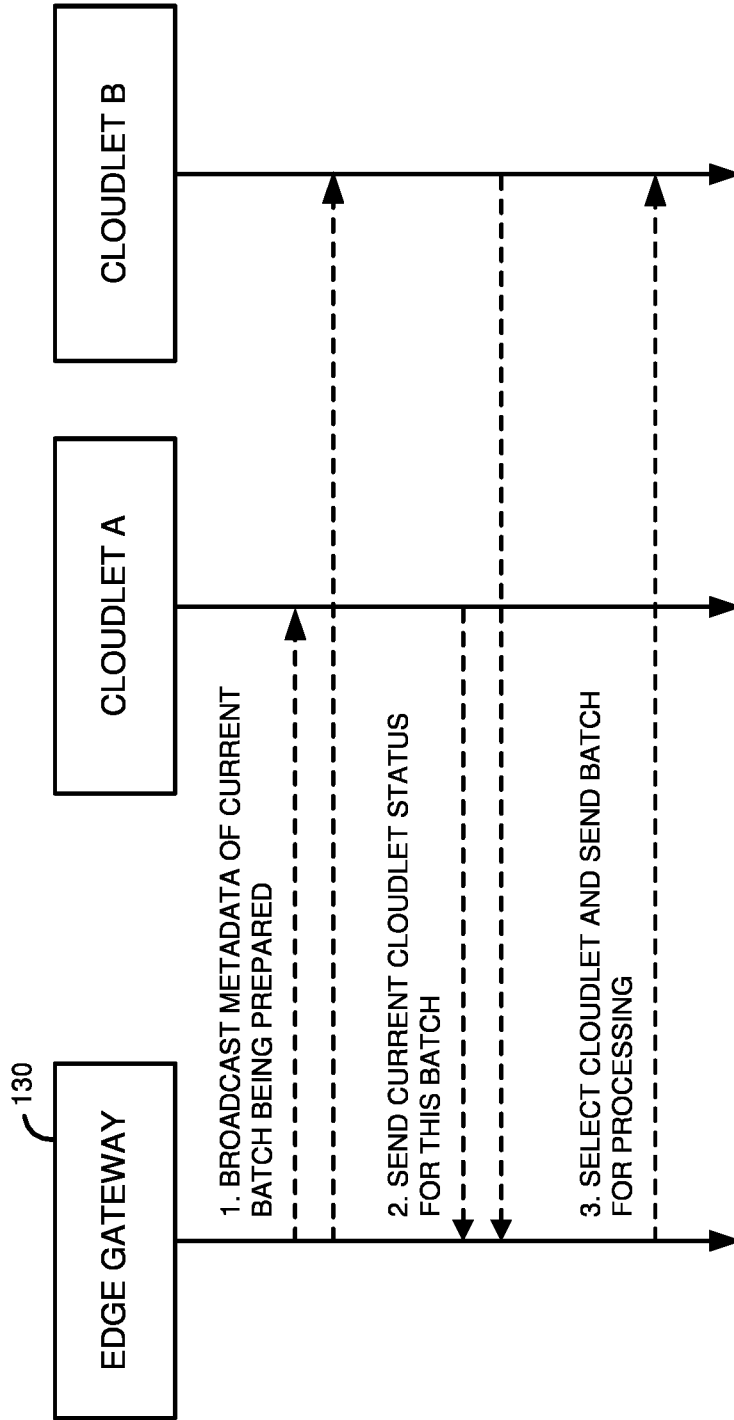 130
EDGE GATEWAY
CLOUDLET A
CLOUDLET B
1. BROADCAST METADATA OF CURRENT
BATCH BEING PREPARED
2. SEND CURRENT CLOUDLET STATUS
FOR THIS BATCH
3. SELECT CLOUDLET AND SEND BATCH
FOR PROCESSING